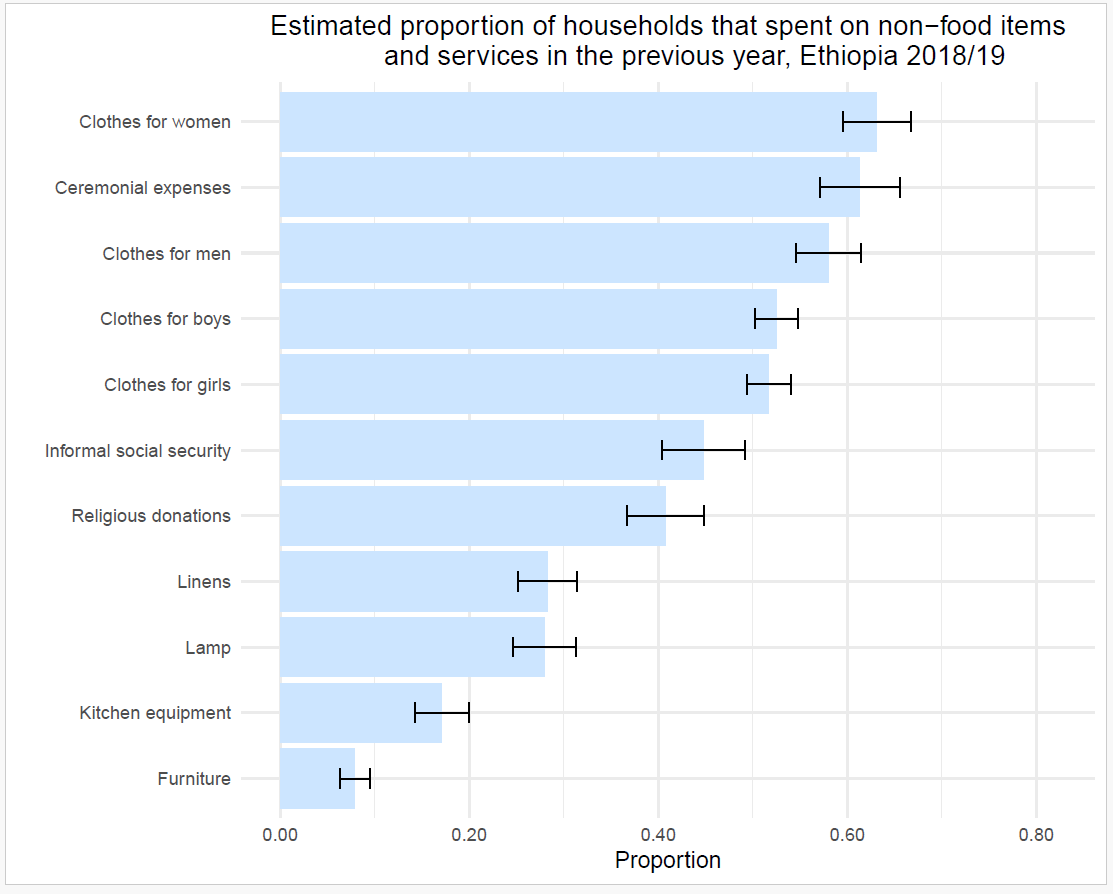 Estimated proportion of households that spent on non−food items
and services in the previous year, Ethiopia 2018/19
Clothes for women
Ceremonial expenses
Clothes for men
Clothes for boys
Clothes for girls
Informal social security
Religious donations
Linens
Lamp
Kitchen equipment
Furniture
0.00 0.20 0.40 0.60 0.80
Proportion